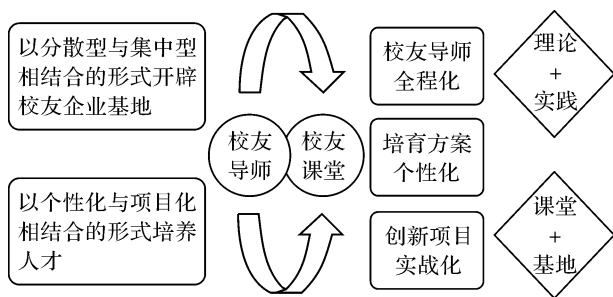 以分散型与集中型
相结合的形式开辟
校友企业基地
以个性化与项目化
相结合的形式培养
人才
校友
导师
校友
课堂
校友导师
全程化
培育方案
个性化
创新项目
实战化
理论
+
实践
课堂
+
基地